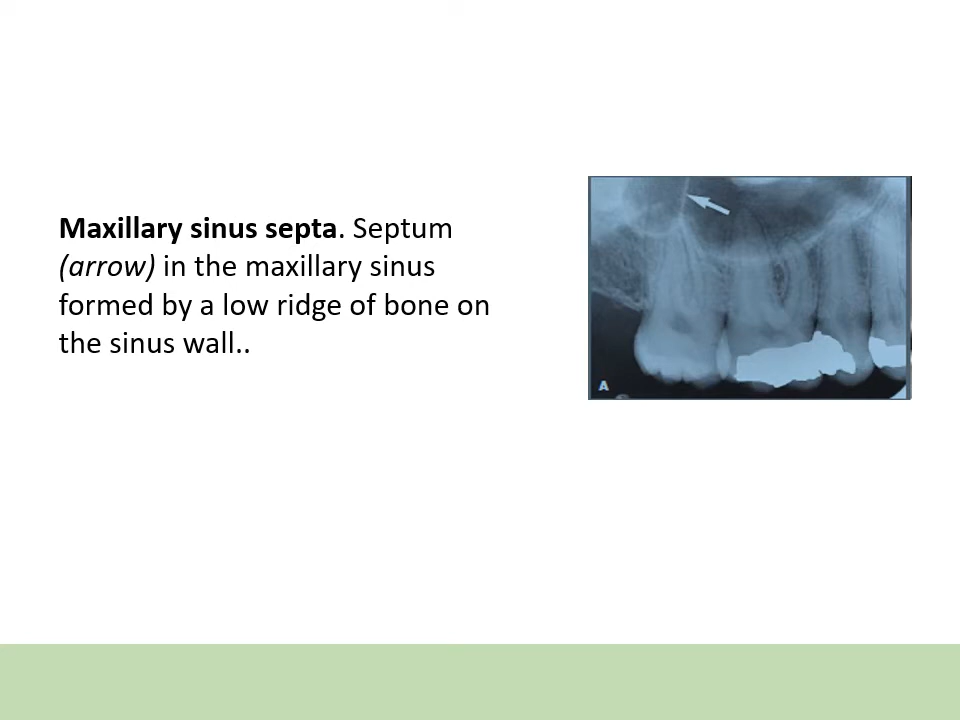 Maxillary sinus septa. Septum
(arrow) in the maxillary sinus
formed by a low ridge of bone on
the sinus wall..
A